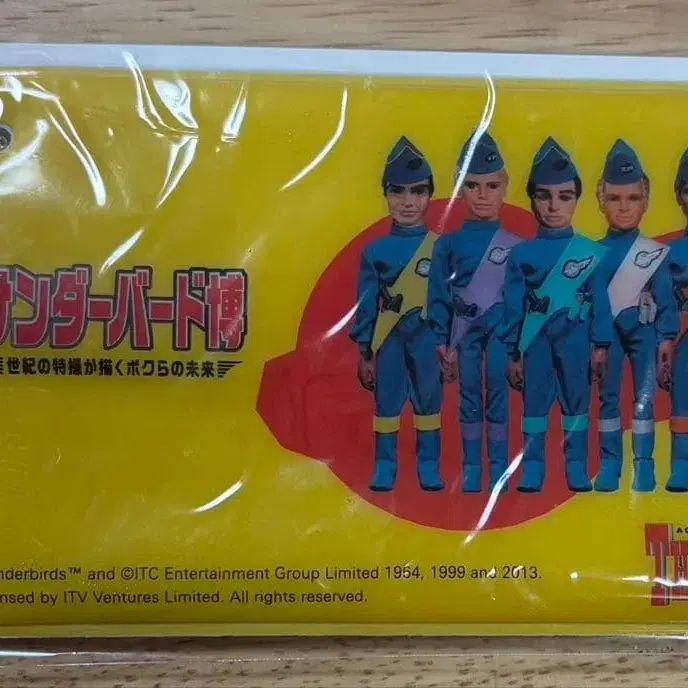 サンダーバード博
世紀の特撮が描くボクらの未来
nderbirds™ and ©ITC Entertainment Group Limited 1964, 1999 and 2013.
nsed by ITV Ventures Limited. All rights reserved.